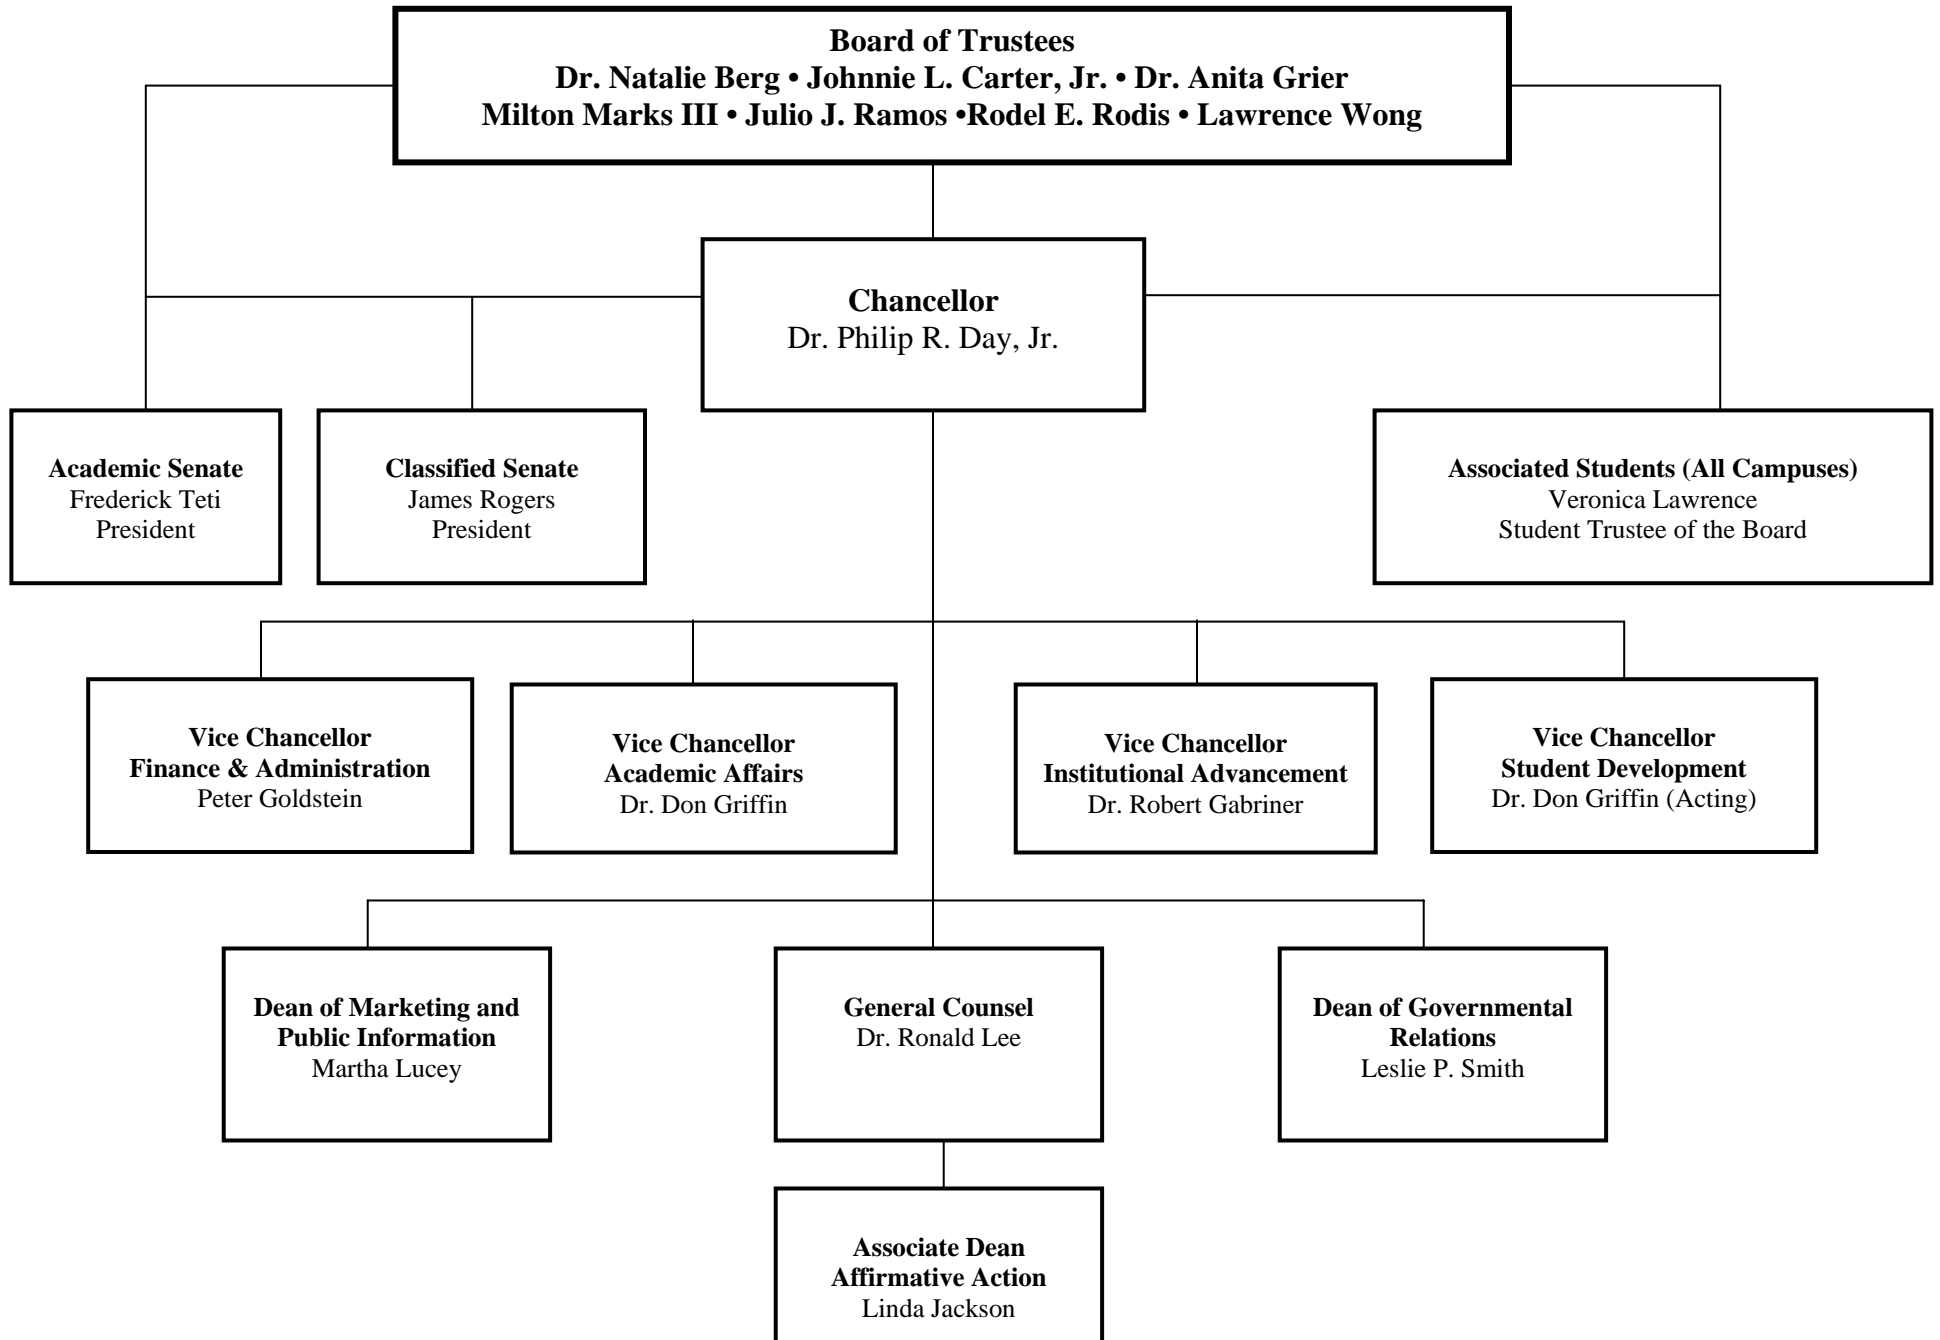 Board of Trustees
Dr. Natalie Berg • Johnnie L. Carter, Jr. • Dr. Anita Grier
Milton Marks III • Julio J. Ramos •Rodel E. Rodis • Lawrence Wong
Chancellor
Dr. Philip R. Day, Jr.
Academic Senate
Frederick Teti
President
Classified Senate
James Rogers
President
Associated Students (All Campuses)
Veronica Lawrence
Student Trustee of the Board
Vice Chancellor
Finance & Administration
Peter Goldstein
Vice Chancellor
Academic Affairs
Dr. Don Griffin
Vice Chancellor
Institutional Advancement
Dr. Robert Gabriner
Vice Chancellor
Student Development
Dr. Don Griffin (Acting)
Dean of Marketing and
Public Information
Martha Lucey
General Counsel
Dr. Ronald Lee
Dean of Governmental
Relations
Leslie P. Smith
Associate Dean
Affirmative Action
Linda Jackson